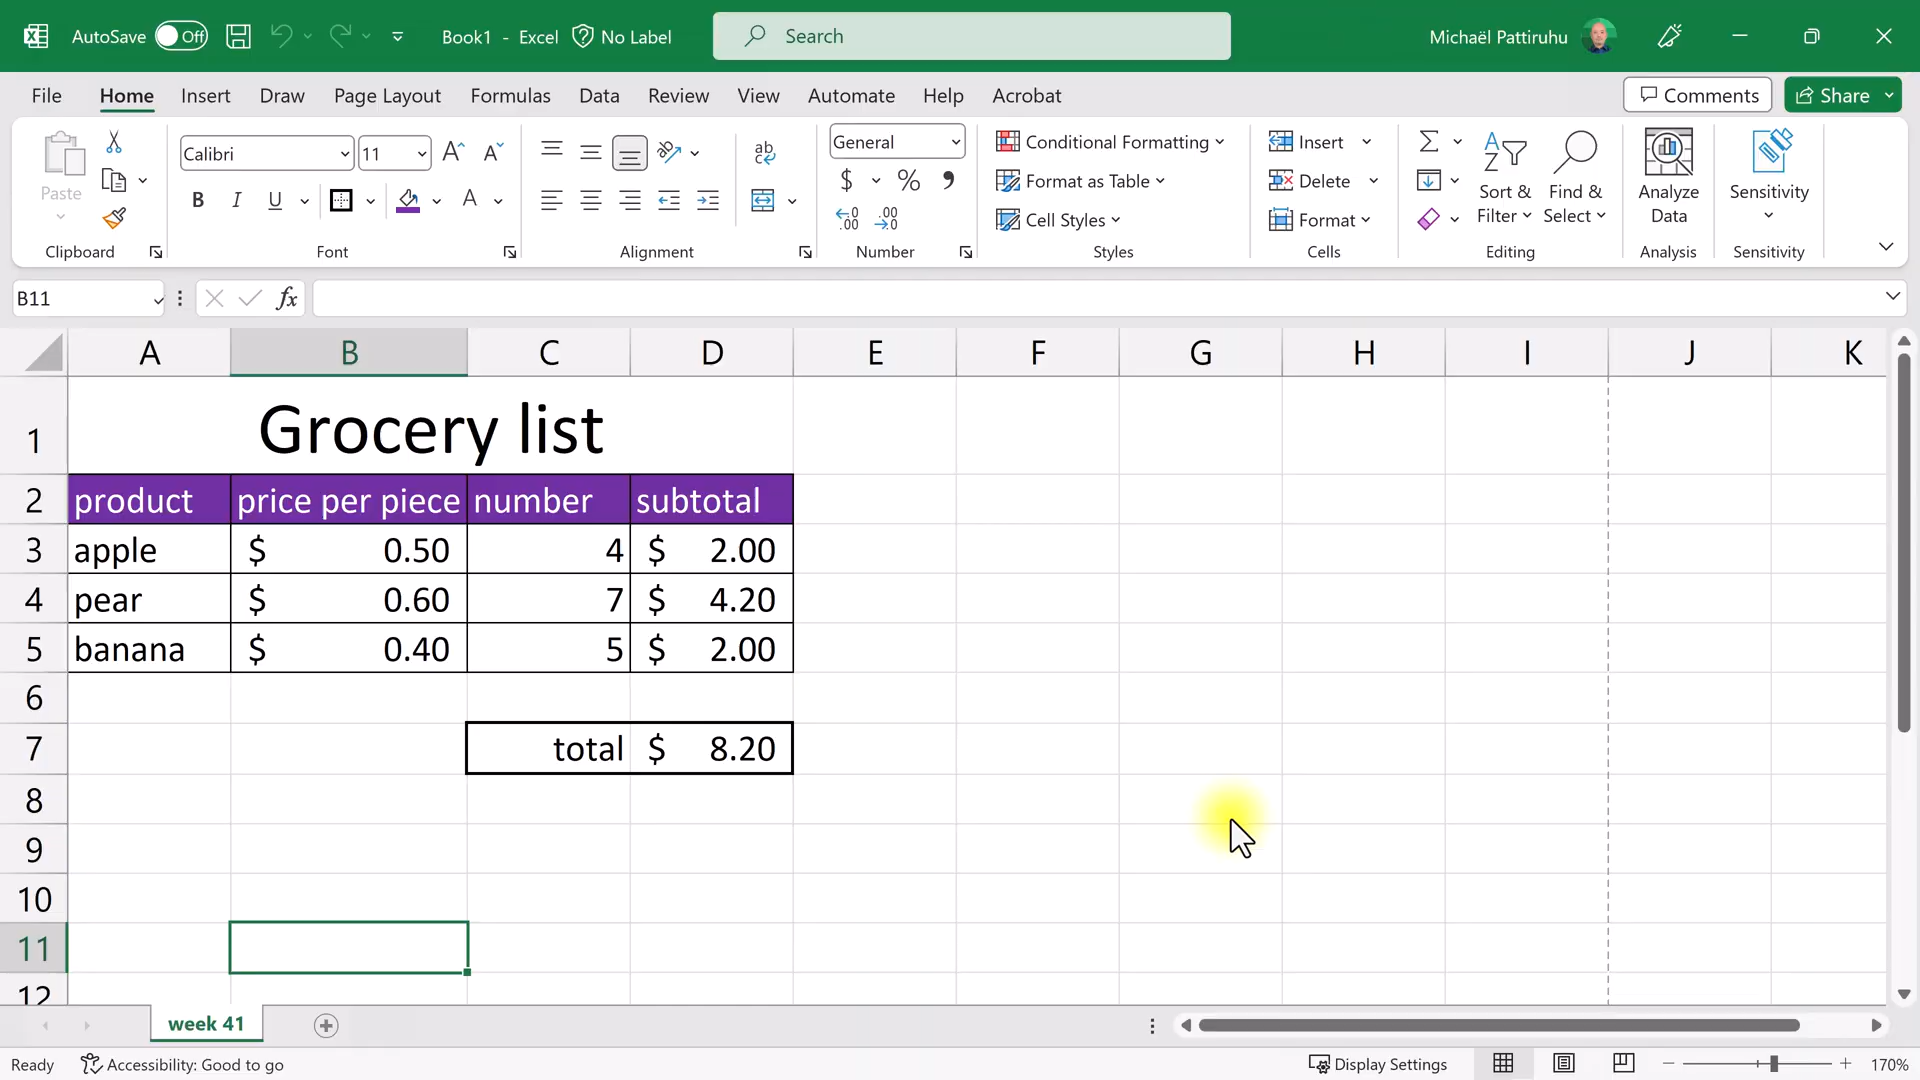 AutoSave Off Book1 - Excel No Label Search Michaël Pattiruhu
File Home Insert Draw Page Layout Formulas Data Review View Automate Help Acrobat Comments Share
Paste
Clipboard
Calibri 11
B I U A
Font
ab
Alignment
General
$ % ,
Number
Conditional Formatting
Format as Table
Cell Styles
Styles
Insert
Delete
Format
Cells
Sort & Filter
Find & Select
Editing
Analyze Data
Analysis
Sensitivity
Sensitivity
B11 fx
A B C D E F G H I J K
1 Grocery list
2 product price per piece number subtotal
3 apple $ 0.50 4 $ 2.00
4 pear $ 0.60 7 $ 4.20
5 banana $ 0.40 5 $ 2.00
6
7 total $ 8.20
8
9
10
11
12
week 41
Ready Accessibility: Good to go Display Settings 170%